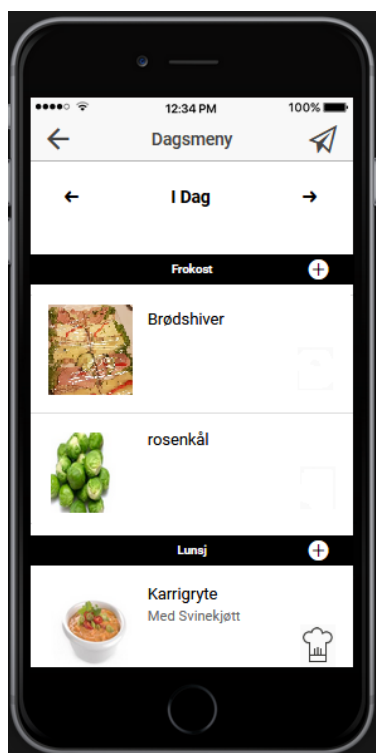 12:34 PM 100%
Dagsmeny
I Dag
Frokost
Brødshiver
rosenkål
Lunsj
Karrigryte
Med Svinekjøtt